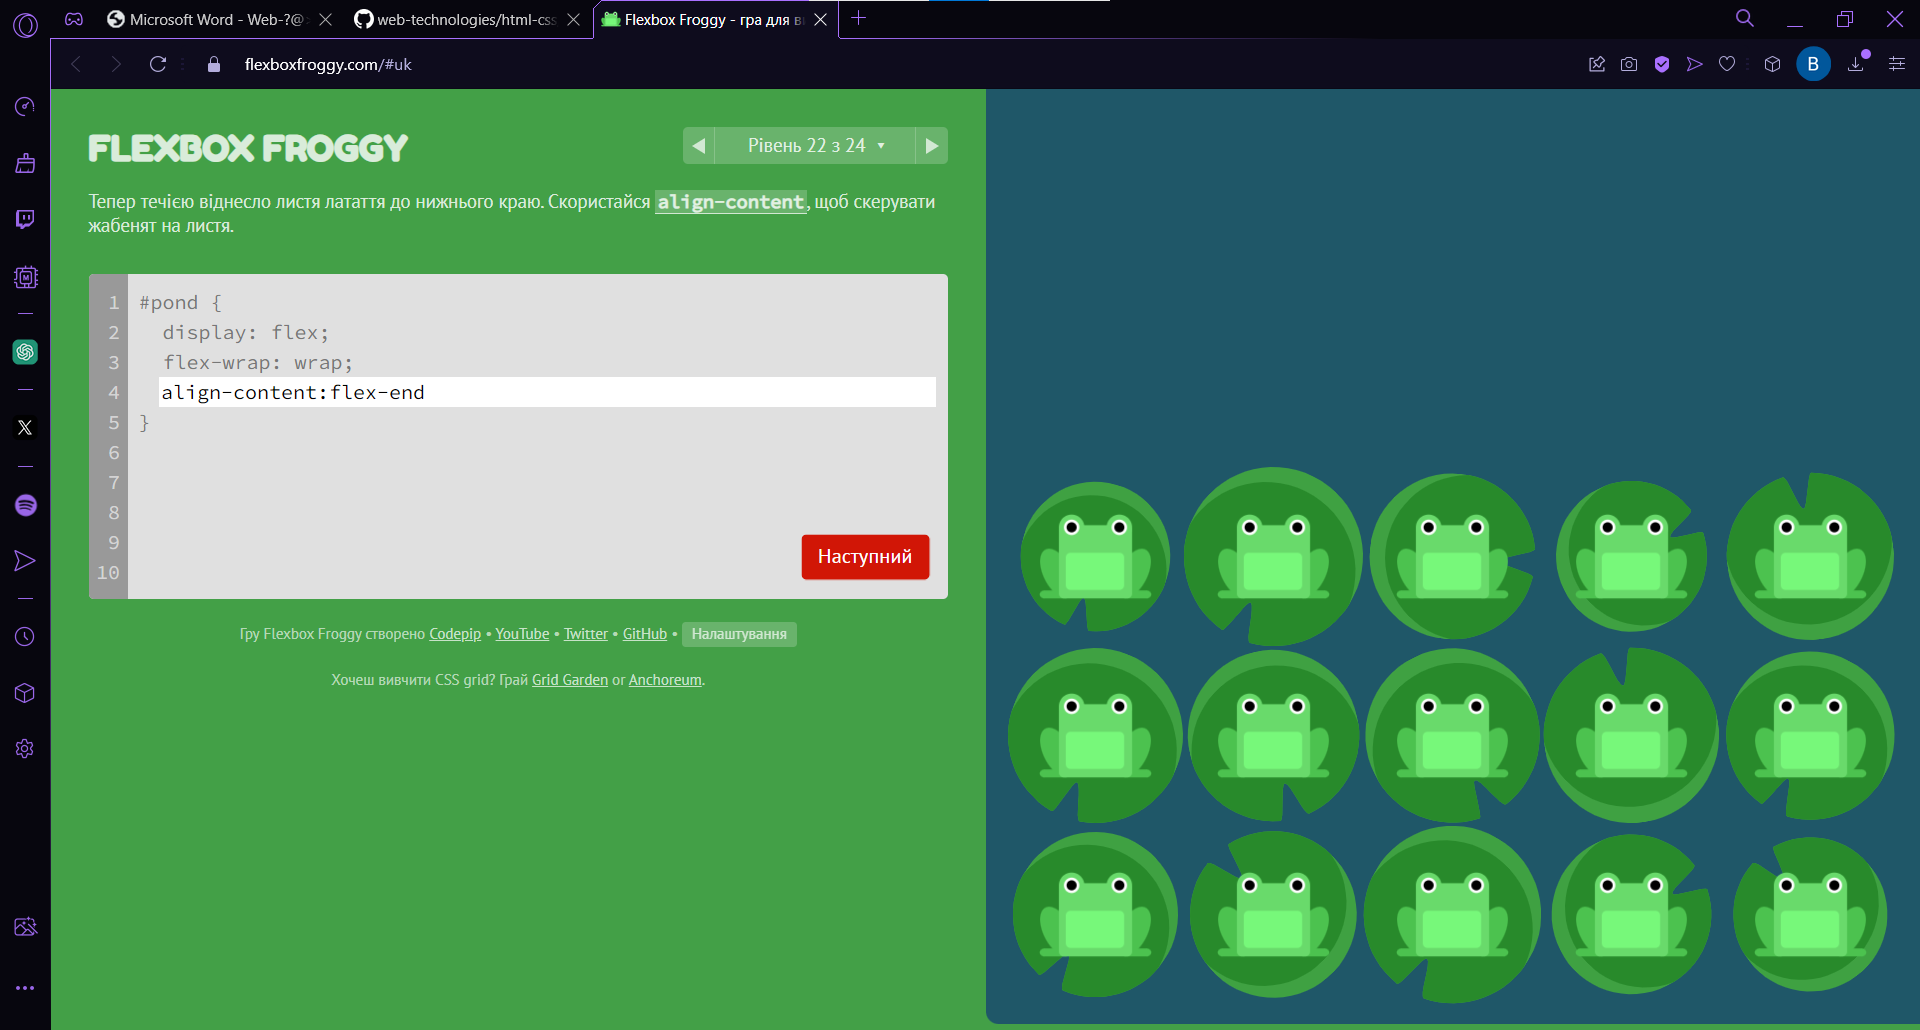 Microsoft Word - Web-?@
web-technologies/html-css
Flexbox Froggy - гра для в
flexboxfroggy.com/#uk
B
FLEXBOX FROGGY
Рівень 22 з 24
Тепер течією віднесло листя латаття до нижнього краю. Скористайся align-content, щоб скерувати
жабенят на листя.
1 #pond {
2 display: flex;
3 flex-wrap: wrap;
4 align-content:flex-end
5 }
6
7
8
9
10
Наступний
Гру Flexbox Froggy створено Codepip • YouTube • Twitter • GitHub • Налаштування
Хочеш вивчити CSS grid? Грай Grid Garden or Anchoreum.